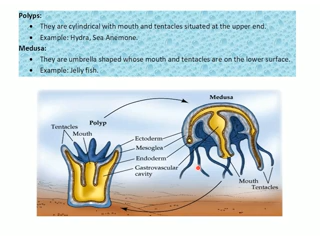 Polyps:
• They are cylindrical with mouth and tentacles situated at the upper end.
• Example: Hydra, Sea Anemone.
Medusa:
• They are umbrella shaped whose mouth and tentacles are on the lower surface.
• Example: Jelly fish.
Medusa
Polyp
Tentacles
Mouth
Ectoderm
Mesoglea
Endoderm
Gastrovascular
cavity
Mouth
Tentacles